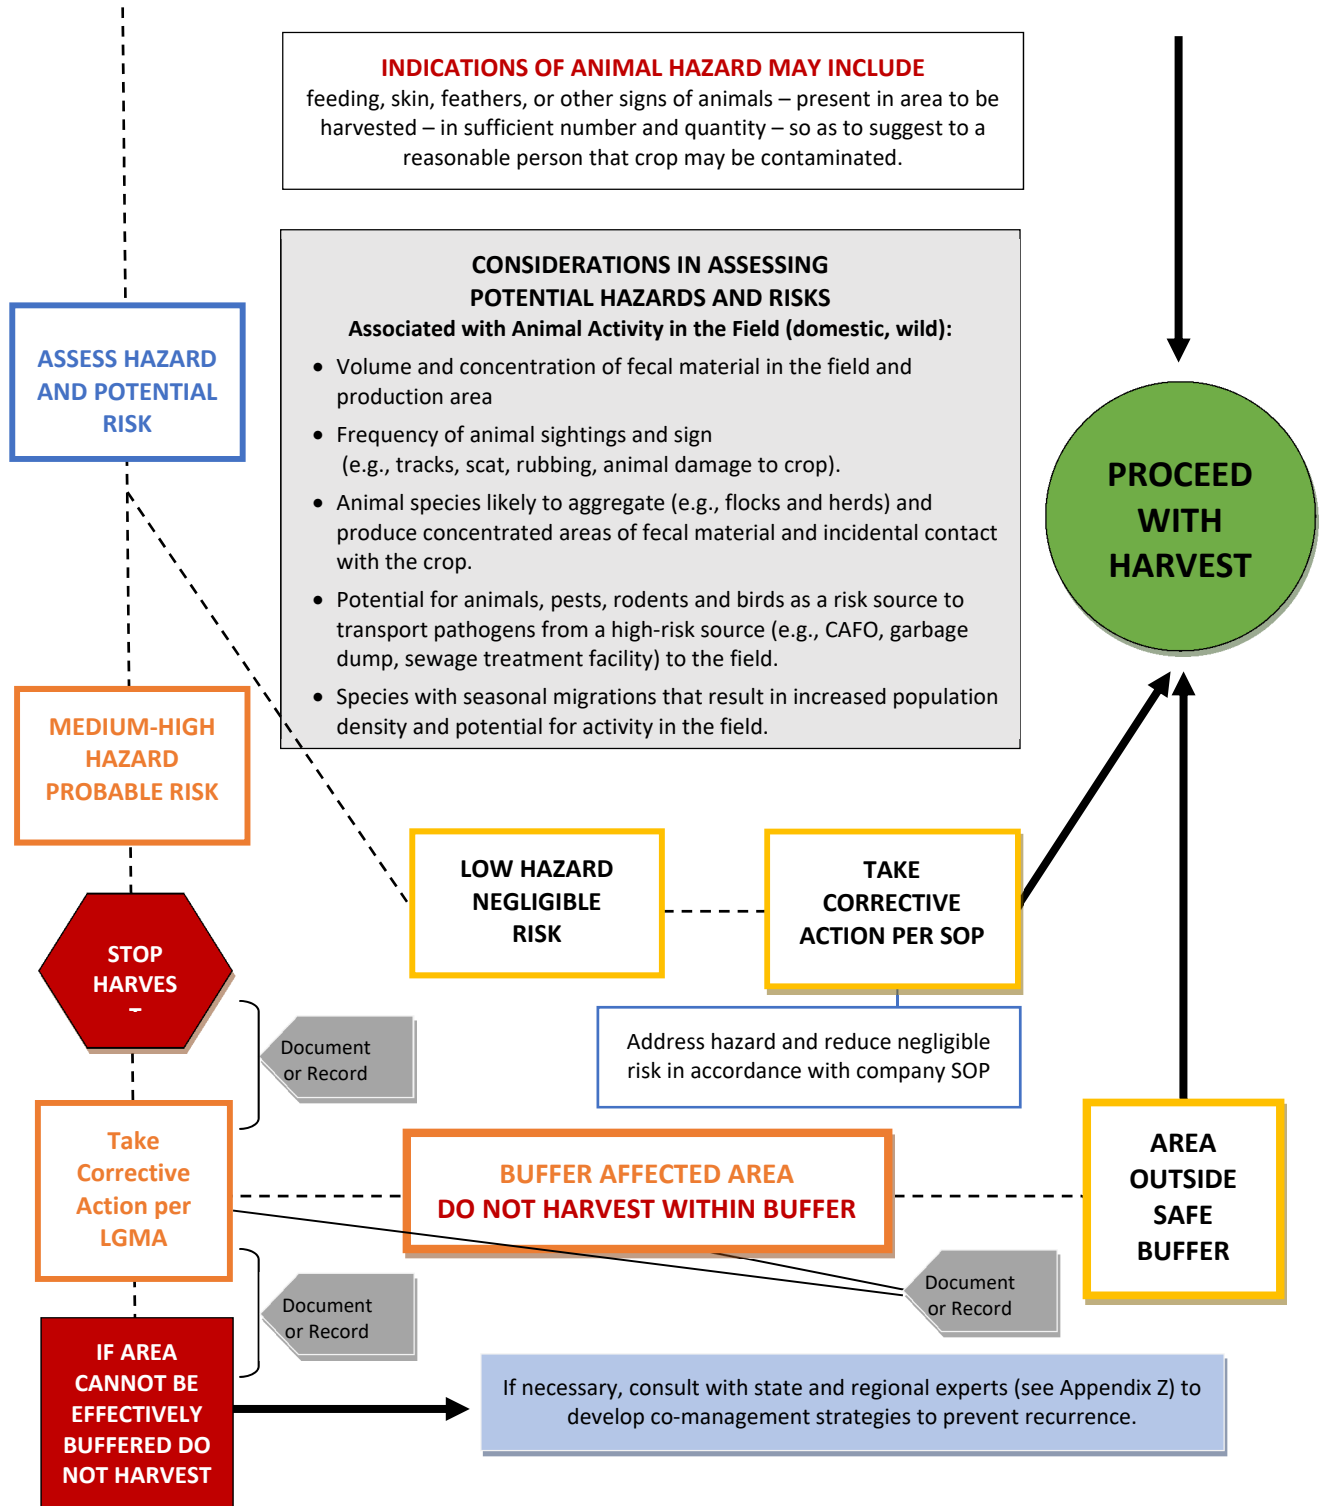 INDICATIONS OF ANIMAL HAZARD MAY INCLUDE
feeding, skin, feathers, or other signs of animals – present in area to be
harvested – in sufficient number and quantity – so as to suggest to a
reasonable person that crop may be contaminated.
CONSIDERATIONS IN ASSESSING
POTENTIAL HAZARDS AND RISKS
Associated with Animal Activity in the Field (domestic, wild):
• Volume and concentration of fecal material in the field and
production area
• Frequency of animal sightings and sign
(e.g., tracks, scat, rubbing, animal damage to crop).
• Animal species likely to aggregate (e.g., flocks and herds) and
produce concentrated areas of fecal material and incidental contact
with the crop.
• Potential for animals, pests, rodents and birds as a risk source to
transport pathogens from a high-risk source (e.g., CAFO, garbage
dump, sewage treatment facility) to the field.
• Species with seasonal migrations that result in increased population
density and potential for activity in the field.
ASSESS HAZARD
AND POTENTIAL
RISK
PROCEED
WITH
HARVEST
MEDIUM-HIGH
HAZARD
PROBABLE RISK
LOW HAZARD
NEGLIGIBLE
RISK
TAKE
CORRECTIVE
ACTION PER SOP
STOP
HARVES
T
Address hazard and reduce negligible
risk in accordance with company SOP
Document
or Record
Take
Corrective
Action per
LGMA
BUFFER AFFECTED AREA
DO NOT HARVEST WITHIN BUFFER
AREA
OUTSIDE
SAFE
BUFFER
Document
or Record
Document
or Record
IF AREA
CANNOT BE
EFFECTIVELY
BUFFERED DO
NOT HARVEST
If necessary, consult with state and regional experts (see Appendix Z) to
develop co-management strategies to prevent recurrence.